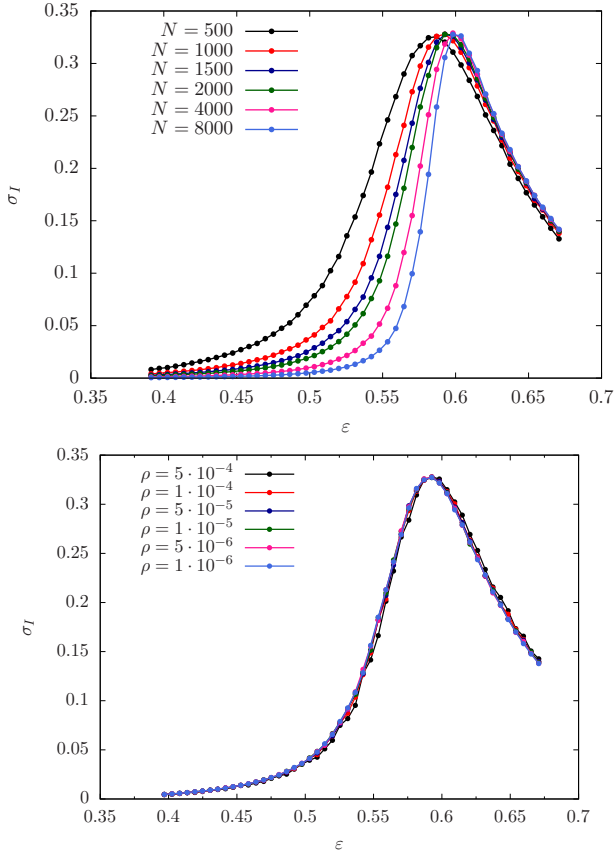 0.35
0.3
0.25
0.2
0.15
0.1
0.05
0
σ_I
N = 500
N = 1000
N = 1500
N = 2000
N = 4000
N = 8000
0.35 0.4 0.45 0.5 0.55 0.6 0.65 0.7
ε
0.35
0.3
0.25
0.2
0.15
0.1
0.05
0
σ_I
ρ = 5 · 10⁻⁴
ρ = 1 · 10⁻⁴
ρ = 5 · 10⁻⁵
ρ = 1 · 10⁻⁵
ρ = 5 · 10⁻⁶
ρ = 1 · 10⁻⁶
0.35 0.4 0.45 0.5 0.55 0.6 0.65 0.7
ε